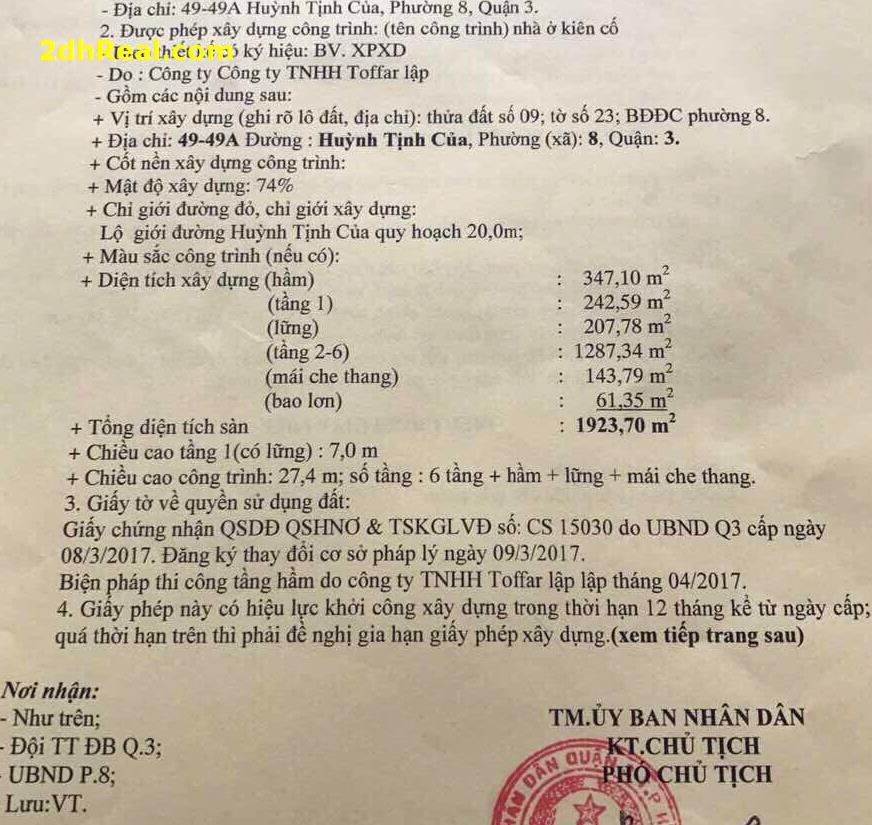 - Địa chỉ: 49-49A Huỳnh Tịnh Của, Phường 8, Quận 3.
2. Được phép xây dựng công trình: (tên công trình) nhà ở kiên cố
2dhReal.com ký hiệu: BV. XPXD
- Do : Công ty Công ty TNHH Toffar lập
- Gồm các nội dung sau:
+ Vị trí xây dựng (ghi rõ lô đất, địa chỉ): thửa đất số 09; tờ số 23; BĐĐC phường 8.
+ Địa chỉ: 49-49A Đường : Huỳnh Tịnh Của, Phường (xã): 8, Quận: 3.
+ Cốt nền xây dựng công trình:
+ Mật độ xây dựng: 74%
+ Chỉ giới đường đỏ, chỉ giới xây dựng:
Lộ giới đường Huỳnh Tịnh Của quy hoạch 20,0m;
+ Màu sắc công trình (nếu có):
+ Diện tích xây dựng (hầm) : 347,10 m²
(tầng 1) : 242,59 m²
(lững) : 207,78 m²
(tầng 2-6) : 1287,34 m²
(mái che thang) : 143,79 m²
(bao lơn) : 61,35 m²
+ Tổng diện tích sàn : 1923,70 m²
+ Chiều cao tầng 1(có lững) : 7,0 m
+ Chiều cao công trình: 27,4 m; số tầng : 6 tầng + hầm + lững + mái che thang.
3. Giấy tờ về quyền sử dụng đất:
Giấy chứng nhận QSDĐ QSHNƠ & TSKGLVĐ số: CS 15030 do UBND Q3 cấp ngày
08/3/2017. Đăng ký thay đổi cơ sở pháp lý ngày 09/3/2017.
Biện pháp thi công tầng hầm do công ty TNHH Toffar lập lập tháng 04/2017.
4. Giấy phép này có hiệu lực khởi công xây dựng trong thời hạn 12 tháng kể từ ngày cấp;
quá thời hạn trên thì phải đề nghị gia hạn giấy phép xây dựng.(xem tiếp trang sau)
Nơi nhận:
- Như trên;
- Đội TT ĐB Q.3;
- UBND P.8;
Lưu:VT.
TM.ỦY BAN NHÂN DÂN
KT.CHỦ TỊCH
PHÓ CHỦ TỊCH
DÂN QUẬN